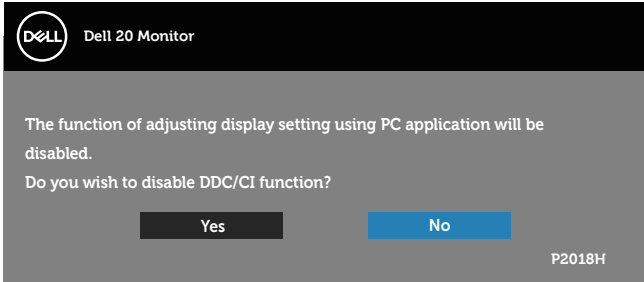 DELL
Dell 20 Monitor
The function of adjusting display setting using PC application will be
disabled.
Do you wish to disable DDC/CI function?
Yes No
P2018H